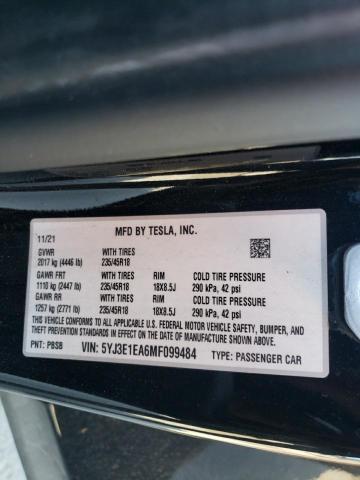 MFD BY TESLA, INC.
11/21
GVWR WITH TIRES
2017 kg (4446 lb) 235/45R18
GAWR FRT WITH TIRES RIM COLD TIRE PRESSURE
1110 kg (2447 lb) 235/45R18 18X8.5J 290 kPa, 42 psi
GAWR RR WITH TIRES RIM COLD TIRE PRESSURE
1257 kg (2771 lb) 235/45R18 18X8.5J 290 kPa, 42 psi
THIS VEHICLE CONFORMS TO ALL APPLICABLE U.S. FEDERAL MOTOR VEHICLE SAFETY, BUMPER, AND
THEFT PREVENTION STANDARDS IN EFFECT ON THE DATE OF MANUFACTURE SHOWN ABOVE.
PNT: PBSB VIN: 5YJ3E1EA6MF099484 TYPE: PASSENGER CAR